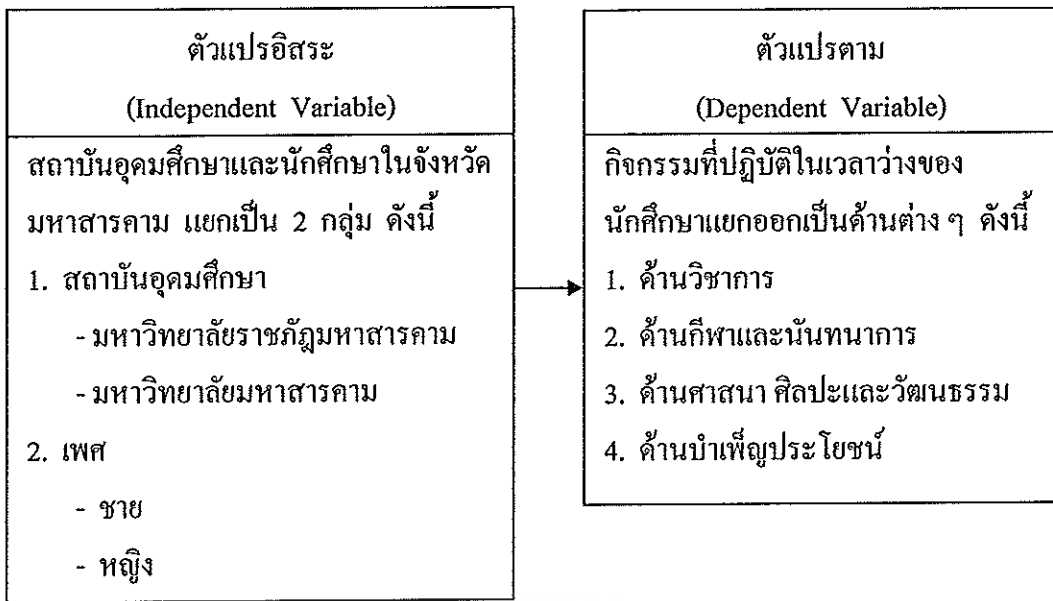 ตัวแปรอิสระ
(Independent Variable)
สถาบันอุดมศึกษาและนักศึกษาในจังหวัด
มหาสารคาม แยกเป็น 2 กลุ่ม ดังนี้
1. สถาบันอุดมศึกษา
- มหาวิทยาลัยราชภัฏมหาสารคาม
- มหาวิทยาลัยมหาสารคาม
2. เพศ
- ชาย
- หญิง
ตัวแปรตาม
(Dependent Variable)
กิจกรรมที่ปฏิบัติในเวลาว่างของ
นักศึกษาแยกออกเป็นด้านต่าง ๆ ดังนี้
1. ด้านวิชาการ
2. ด้านกีฬาและนันทนาการ
3. ด้านศาสนา ศิลปะและวัฒนธรรม
4. ด้านบำเพ็ญประโยชน์